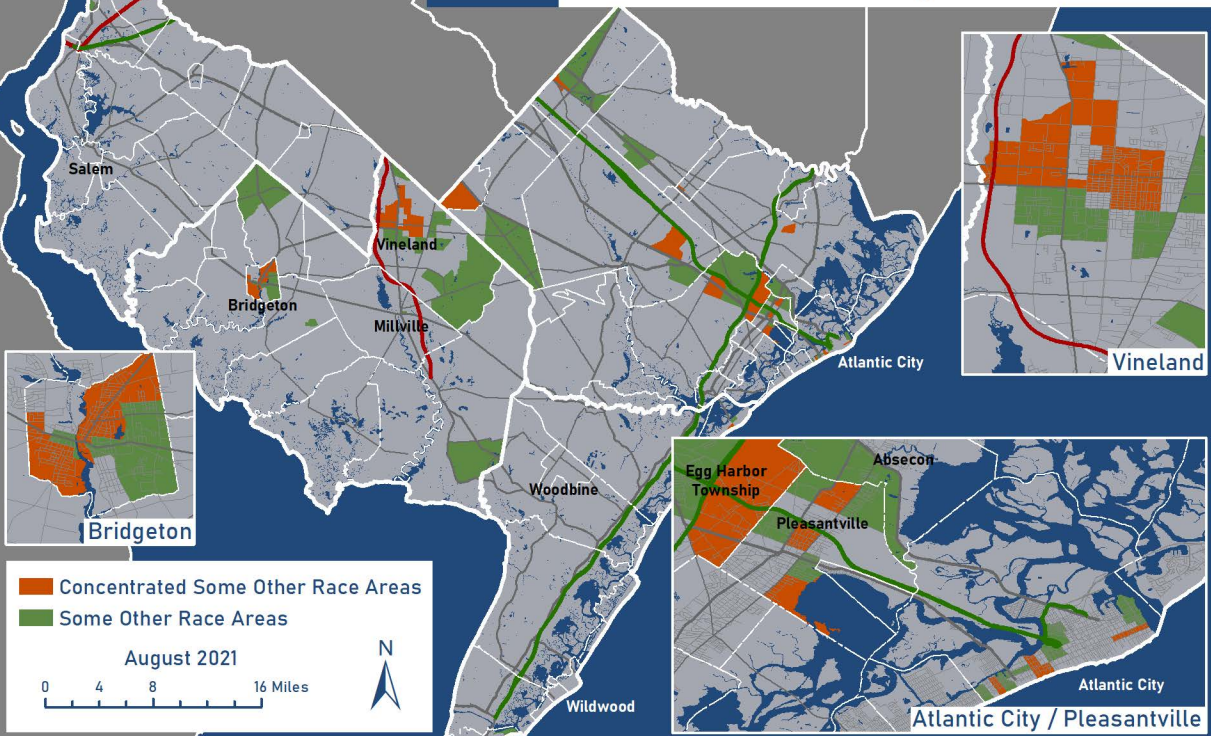 Salem
Vineland
Bridgeton
Millville
Atlantic City
Woodbine
Wildwood
Vineland
Bridgeton
Egg Harbor
Township
Absecon
Pleasantville
Atlantic City
Atlantic City / Pleasantville
Concentrated Some Other Race Areas
Some Other Race Areas
August 2021
N
0 4 8 16 Miles